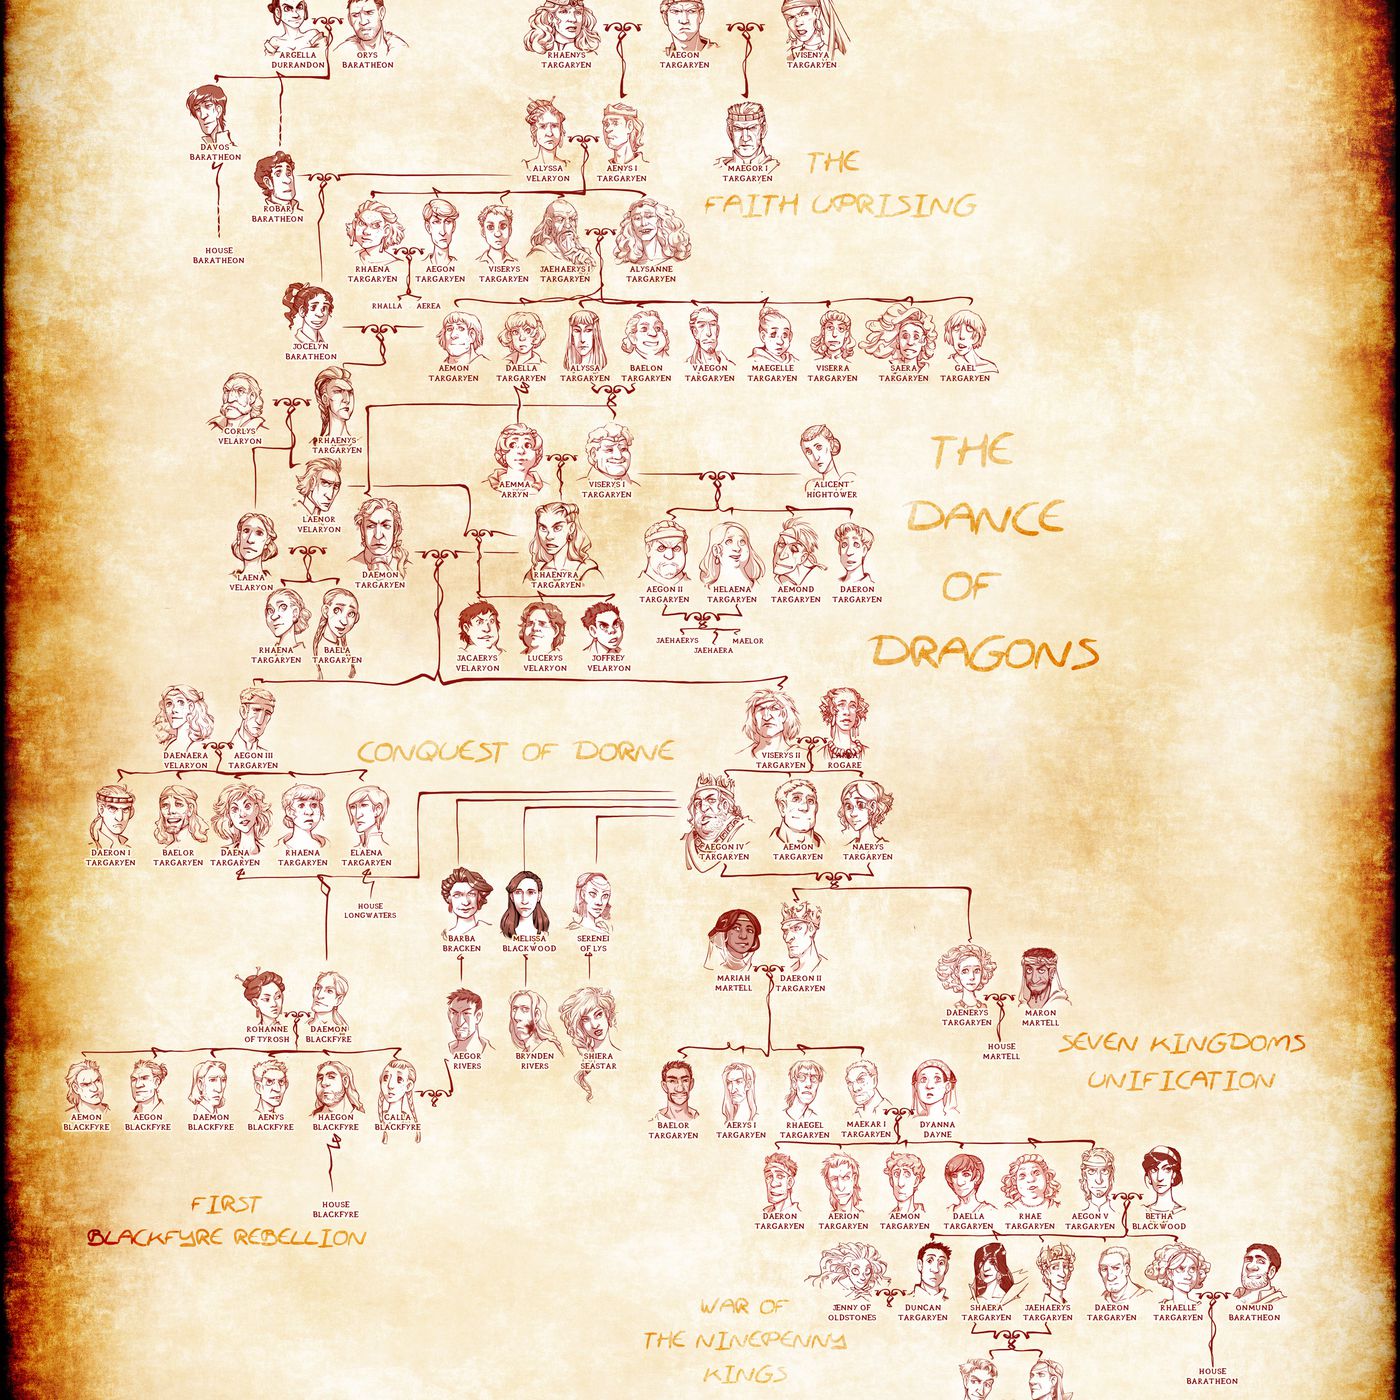 ARGELLA
DURRANDON
ORYS
BARATHEON
RHAENYS
TARGARYEN
AEGON
TARGARYEN
VISENYA
TARGARYEN
DAVOS
BARATHEON
ALYSSA
VELARYON
AENYS I
TARGARYEN
MAEGOR I
TARGARYEN
THE
FAITH UPRISING
ROBAR
BARATHEON
HOUSE
BARATHEON
RHAENA
TARGARYEN
AEGON
TARGARYEN
VISERYS
TARGARYEN
JAEHAERYS I
TARGARYEN
ALYSANNE
TARGARYEN
RHALLA
AEREA
JOCELYN
BARATHEON
AEMON
TARGARYEN
DAELLA
TARGARYEN
ALYSSA
TARGARYEN
BAELON
TARGARYEN
VAEGON
TARGARYEN
MAEGELLE
TARGARYEN
VISERRA
TARGARYEN
SAERA
TARGARYEN
GAEL
TARGARYEN
CORLYS
VELARYON
RHAENYS
TARGARYEN
AEMMA
ARRYN
VISERYS I
TARGARYEN
ALICENT
HIGHTOWER
THE
DANCE
OF
DRAGONS
LAENOR
VELARYON
LAENA
VELARYON
DAEMON
TARGARYEN
RHAENYRA
TARGARYEN
AEGON II
TARGARYEN
HELAENA
TARGARYEN
AEMOND
TARGARYEN
DAERON
TARGARYEN
JAEHAERYS
JAEHAERA
MAELOR
RHAENA
TARGARYEN
BAELA
TARGARYEN
JACAERYS
VELARYON
LUCERYS
VELARYON
JOFFREY
VELARYON
DAENAERA
VELARYON
AEGON III
TARGARYEN
CONQUEST OF DORNE
VISERYS II
TARGARYEN
LARRA
ROGARE
DAERON I
TARGARYEN
BAELOR
TARGARYEN
DAENA
TARGARYEN
RHAENA
TARGARYEN
ELAENA
TARGARYEN
AEGON IV
TARGARYEN
AEMON
TARGARYEN
NAERYS
TARGARYEN
HOUSE
LONGWATERS
BARBA
BRACKEN
MELISSA
BLACKWOOD
SERENEI
OF LYS
MARIAH
MARTELL
DAERON II
TARGARYEN
DAENERYS
TARGARYEN
MARON
MARTELL
ROHANNE
OF TYROSH
DAEMON
BLACKFYRE
AEGOR
RIVERS
BRYNDEN
RIVERS
SHIERA
SEASTAR
HOUSE
MARTELL
SEVEN KINGDOMS
UNIFICATION
AEMON
BLACKFYRE
AEGON
BLACKFYRE
DAEMON
BLACKFYRE
AENYS
BLACKFYRE
HAEGON
BLACKFYRE
CALLA
BLACKFYRE
BAELOR
TARGARYEN
AERYS I
TARGARYEN
RHAEGEL
TARGARYEN
MAEKAR I
TARGARYEN
DYANNA
DAYNE
FIRST
BLACKFYRE REBELLION
HOUSE
BLACKFYRE
DAERON
TARGARYEN
AERION
TARGARYEN
AEMON
TARGARYEN
DAELLA
TARGARYEN
RHAE
TARGARYEN
AEGON V
TARGARYEN
BETHA
BLACKWOOD
JENNY OF
OLDSTONES
DUNCAN
TARGARYEN
SHAERA
TARGARYEN
JAEHAERYS
TARGARYEN
DAERON
TARGARYEN
RHAELLE
TARGARYEN
ONMUND
BARATHEON
WAR OF
THE NINEPENNY
KINGS
HOUSE
BARATHEON